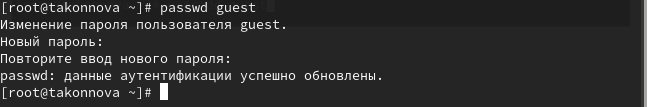 [root@takonnova ~]# passwd guest
Изменение пароля пользователя guest.
Новый пароль:
Повторите ввод нового пароля:
passwd: данные аутентификации успешно обновлены.
[root@takonnova ~]#